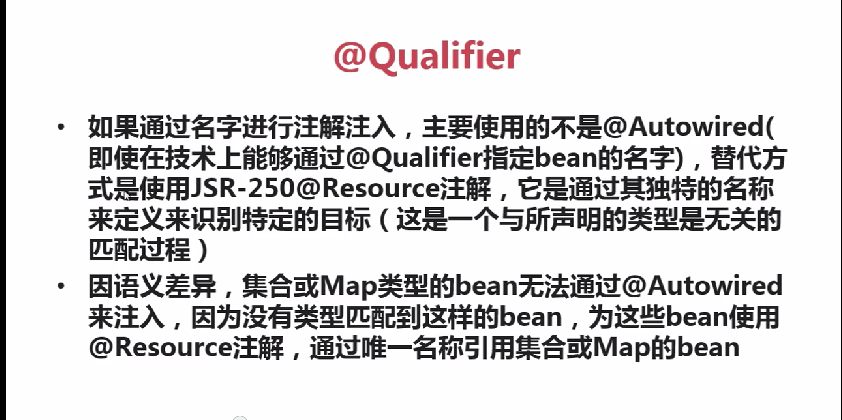 @Qualifier
• 如果通过名字进行注解注入，主要使用的不是@Autowired(
即使在技术上能够通过@Qualifier指定bean的名字)，替代方
式是使用JSR-250@Resource注解，它是通过其独特的名称
来定义来识别特定的目标（这是一个与所声明的类型是无关的
匹配过程）
• 因语义差异，集合或Map类型的bean无法通过@Autowired
来注入，因为没有类型匹配到这样的bean，为这些bean使用
@Resource注解，通过唯一名称引用集合或Map的bean